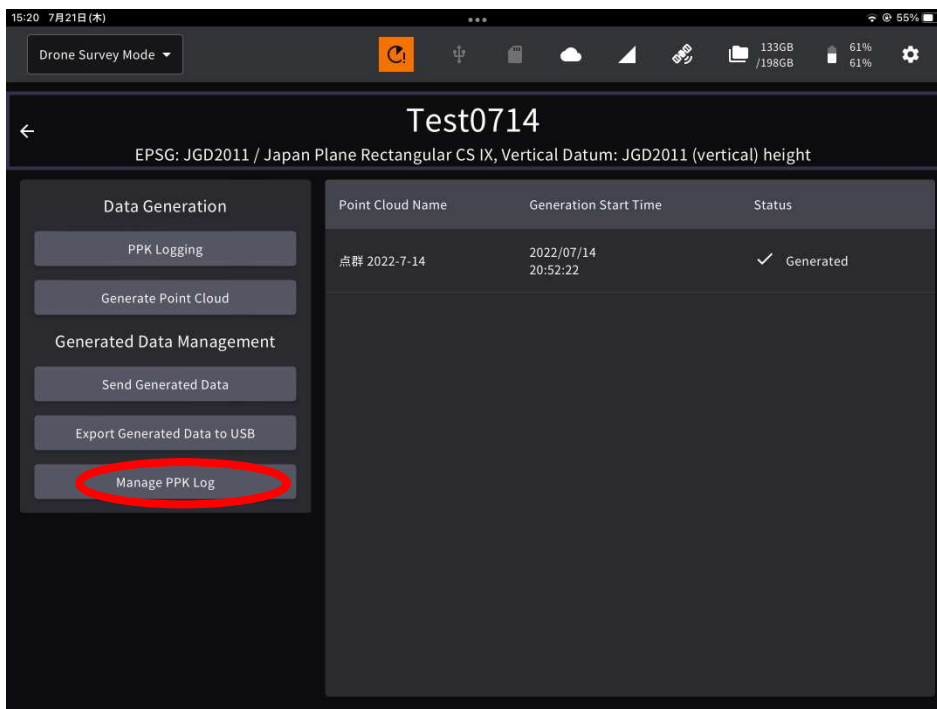 15:20 7月21日(木)
55%
Drone Survey Mode
133GB
/198GB
61%
61%
Test0714
EPSG: JGD2011 / Japan Plane Rectangular CS IX, Vertical Datum: JGD2011 (vertical) height
Data Generation
PPK Logging
Generate Point Cloud
Generated Data Management
Send Generated Data
Export Generated Data to USB
Manage PPK Log
Point Cloud Name
Generation Start Time
Status
点群 2022-7-14
2022/07/14
20:52:22
Generated